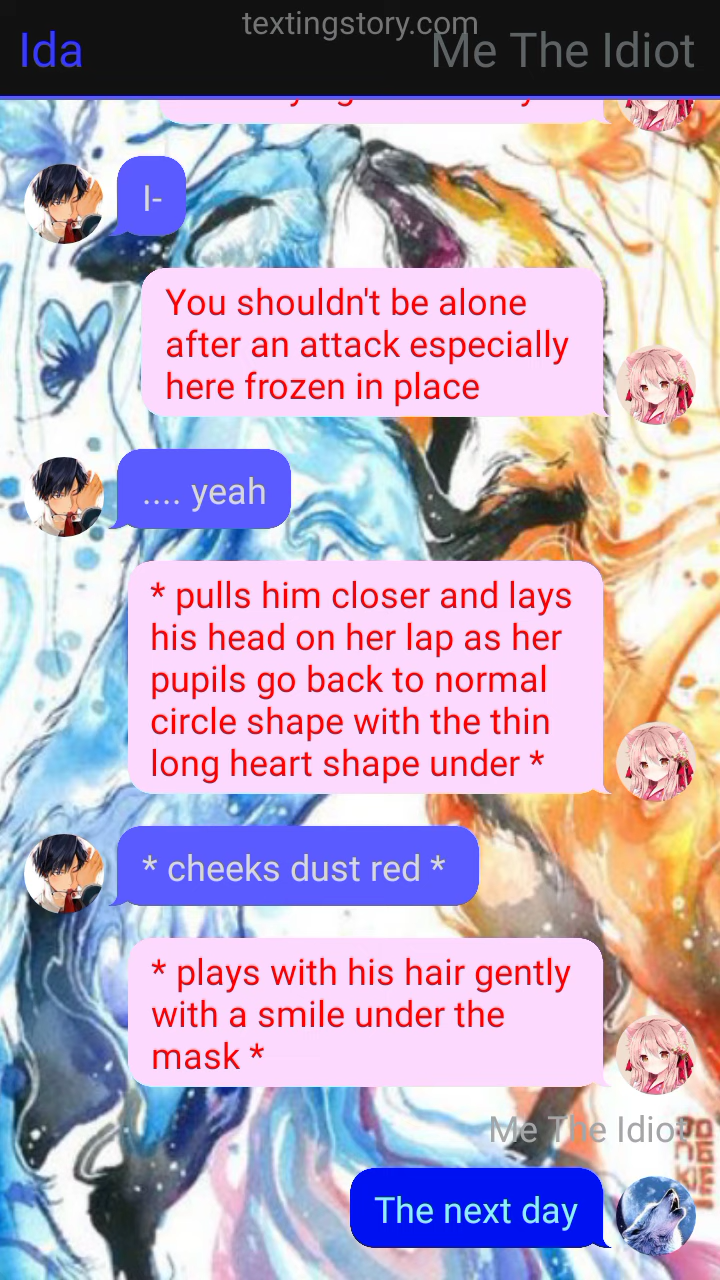 textingstory.com
Ida
Me The Idiot
I-
You shouldn't be alone
after an attack especially
here frozen in place
.... yeah
* pulls him closer and lays
his head on her lap as her
pupils go back to normal
circle shape with the thin
long heart shape under *
* cheeks dust red *
* plays with his hair gently
with a smile under the
mask *
Me The Idiot
The next day